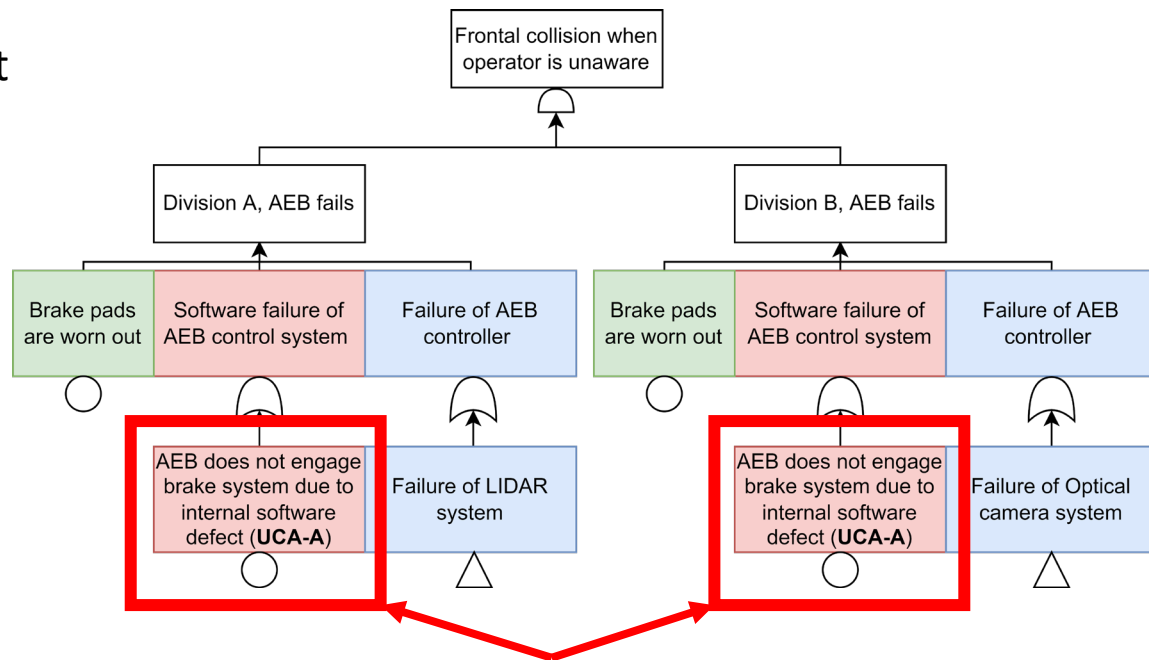 t
Frontal collision when
operator is unaware
Division A, AEB fails
Division B, AEB fails
Brake pads
are worn out
Software failure of
AEB control system
Failure of AEB
controller
Brake pads
are worn out
Software failure of
AEB control system
Failure of AEB
controller
AEB does not engage
brake system due to
internal software
defect (UCA-A)
Failure of LIDAR
system
AEB does not engage
brake system due to
internal software
defect (UCA-A)
Failure of Optical
camera system